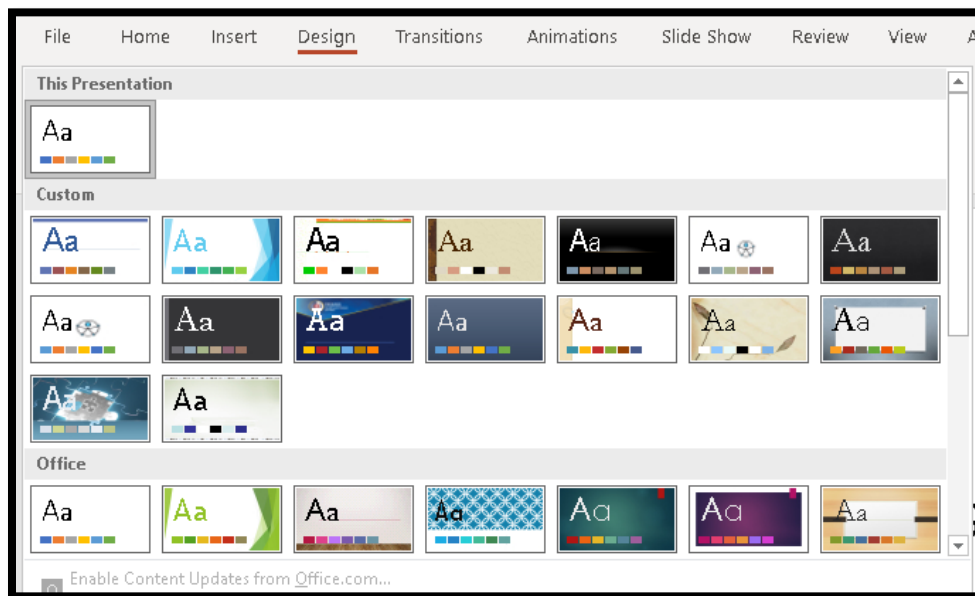 File Home Insert Design Transitions Animations Slide Show Review View A
This Presentation
Aa
Custom
Aa Aa Aa Aa Aa Aa Aa
Aa Aa Aa Aa Aa Aa Aa
Aa Aa
Office
Aa Aa Aa Aa Aa Aa Aa
Enable Content Updates from Office.com...